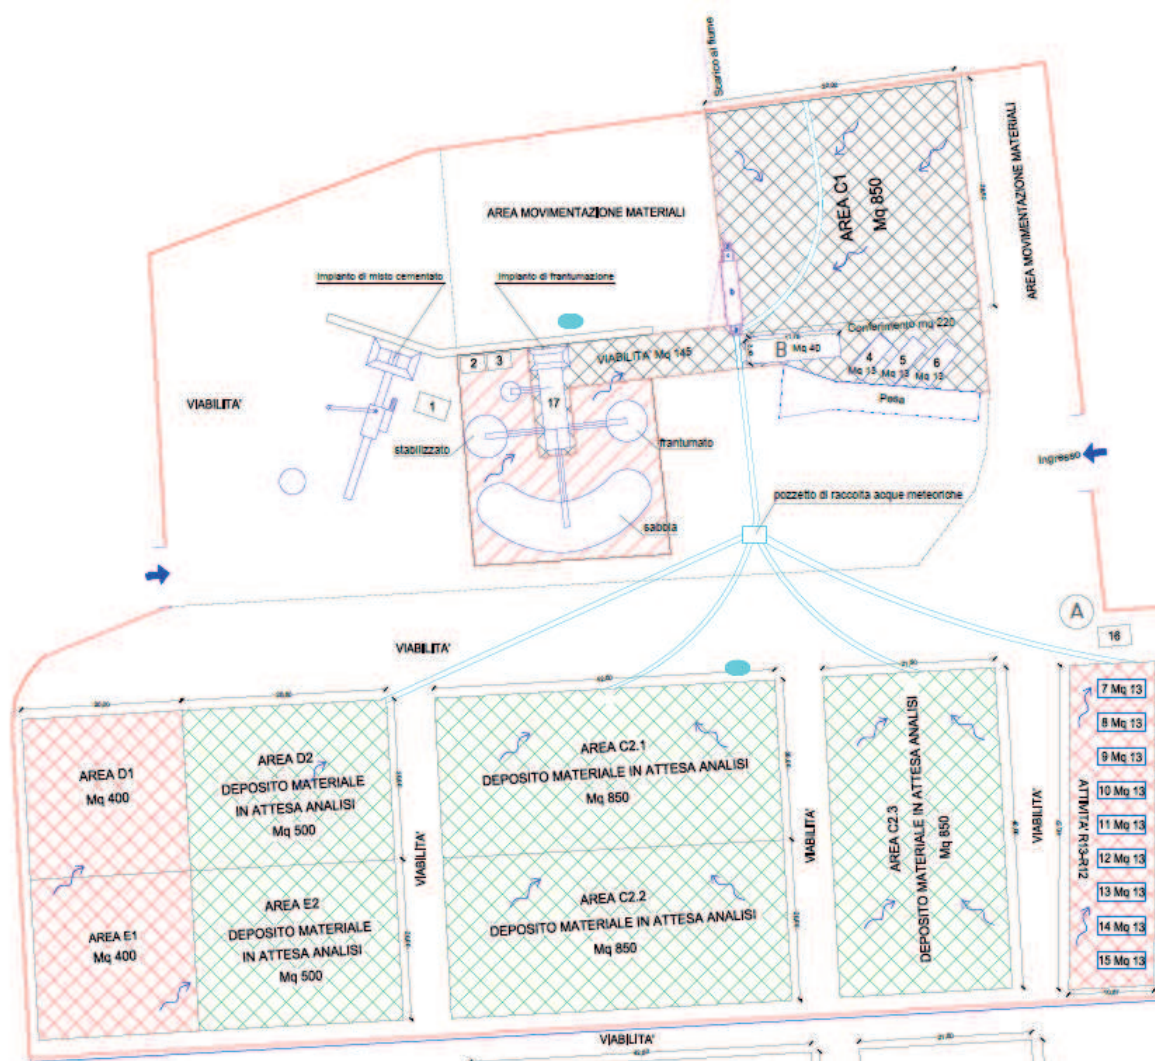 Scarico al fiume
AREA MOVIMENTAZIONE MATERIALI
AREA C1
Mq 850
AREA MOVIMENTAZIONE MATERIALI
Impianto di misto cementato
Impianto di frantumazione
Conferimento mq 220
VIABILITA' Mq 145
B Mq 40
4
Mq 13
5
Mq 13
6
Mq 13
Pesa
2
3
1
17
VIABILITA'
stabilizzato
frantumato
sabbia
Ingresso
pozzetto di raccolta acque meteoriche
A
16
VIABILITA'
AREA D1
Mq 400
AREA D2
DEPOSITO MATERIALE
IN ATTESA ANALISI
Mq 500
AREA C2.1
DEPOSITO MATERIALE IN ATTESA ANALISI
Mq 850
AREA C2.3
DEPOSITO MATERIALE IN ATTESA ANALISI
Mq 850
VIABILITA'
VIABILITA'
VIABILITA'
ATTIVITA' R13-R12
7 Mq 13
8 Mq 13
9 Mq 13
10 Mq 13
11 Mq 13
12 Mq 13
13 Mq 13
14 Mq 13
15 Mq 13
AREA E1
Mq 400
AREA E2
DEPOSITO MATERIALE
IN ATTESA ANALISI
Mq 500
AREA C2.2
DEPOSITO MATERIALE IN ATTESA ANALISI
Mq 850
VIABILITA'